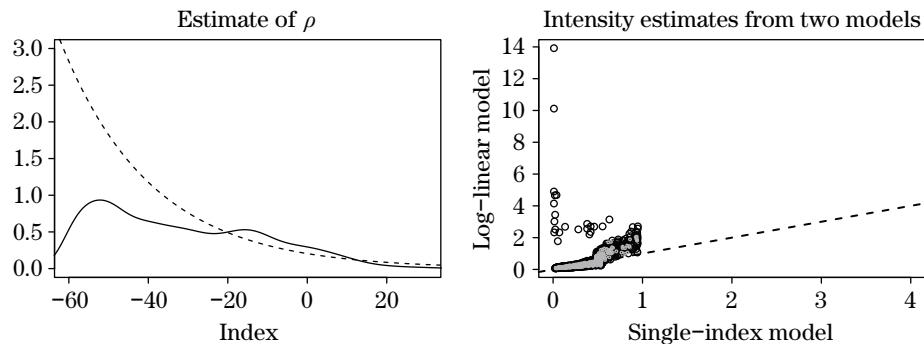 Estimate of ρ
3.0
2.5
2.0
1.5
1.0
0.5
0.0
−60 −40 −20 0 20
Index
Intensity estimates from two models
Log−linear model
14
12
10
8
6
4
2
0
0 1 2 3 4
Single−index model